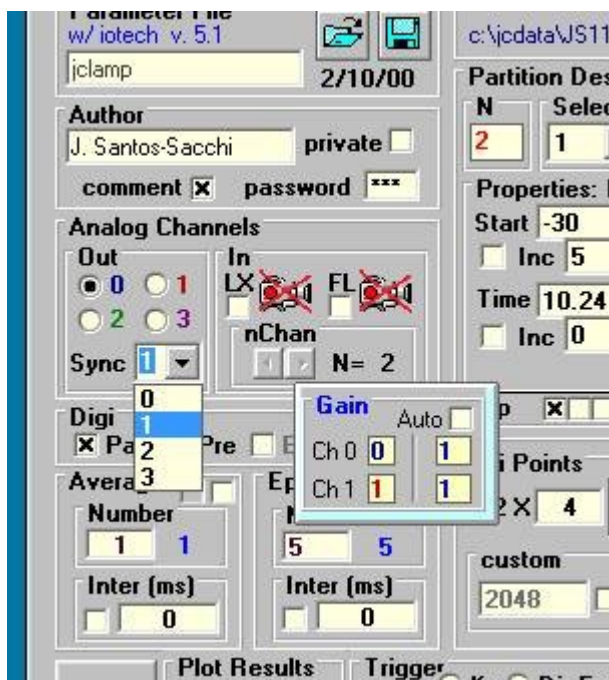 Parameter File
w/ iotech v. 5.1
jclamp
2/10/00
Author
J. Santos-Sacchi
private
comment
password
***
Analog Channels
Out
0
1
2
3
In
LX
FL
nChan
N= 2
Sync
1
0
1
2
3
Gain
Auto
Ch 0
0
1
Ch 1
1
1
Digi
Pre
Number
1
1
5
5
Inter (ms)
0
Inter (ms)
0
Plot Results
Trigger
c:\jcdata\JS11
Partition Des
N
2
Selec
1
Properties:
Start
-30
Inc
5
Time
10.24
Inc
0
Points
2 X
4
custom
2048